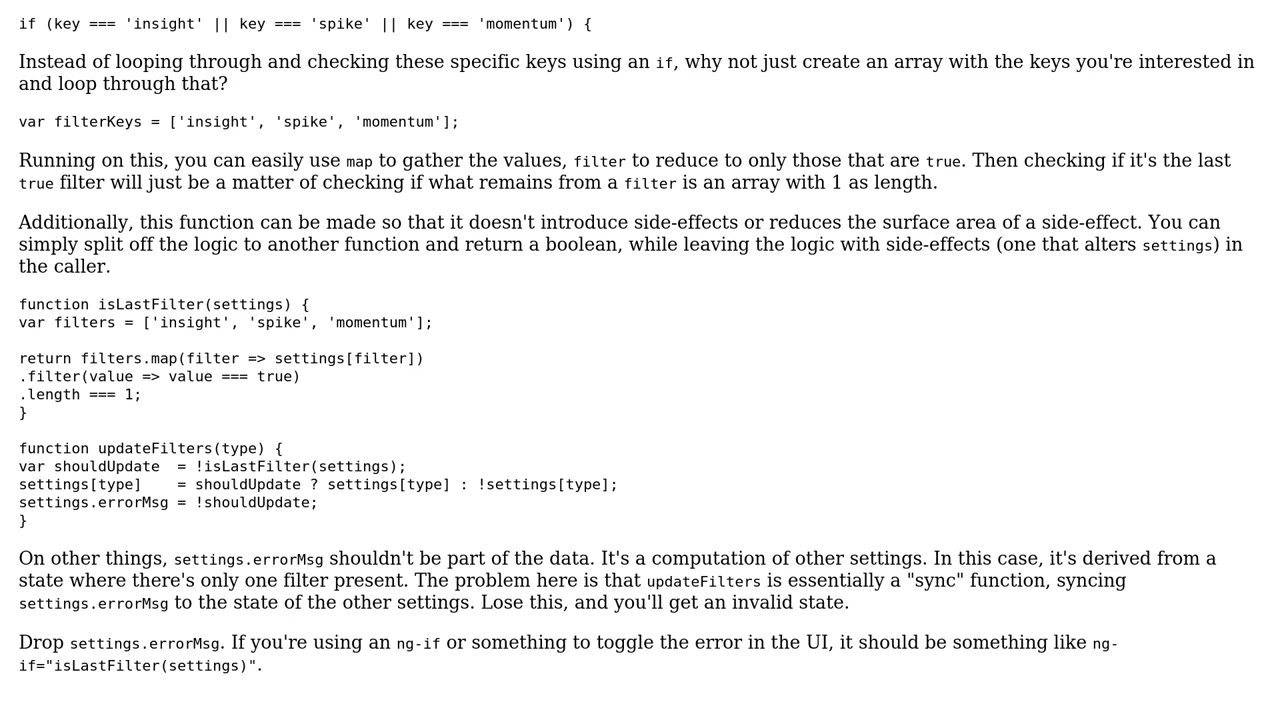 if (key === 'insight' || key === 'spike' || key === 'momentum') {
Instead of looping through and checking these specific keys using an if, why not just create an array with the keys you're interested in
and loop through that?
var filterKeys = ['insight', 'spike', 'momentum'];
Running on this, you can easily use map to gather the values, filter to reduce to only those that are true. Then checking if it's the last
true filter will just be a matter of checking if what remains from a filter is an array with 1 as length.
Additionally, this function can be made so that it doesn't introduce side-effects or reduces the surface area of a side-effect. You can
simply split off the logic to another function and return a boolean, while leaving the logic with side-effects (one that alters settings) in
the caller.
function isLastFilter(settings) {
var filters = ['insight', 'spike', 'momentum'];
return filters.map(filter => settings[filter])
.filter(value => value === true)
.length === 1;
}
function updateFilters(type) {
var shouldUpdate  = !isLastFilter(settings);
settings[type]    = shouldUpdate ? settings[type] : !settings[type];
settings.errorMsg = !shouldUpdate;
}
On other things, settings.errorMsg shouldn't be part of the data. It's a computation of other settings. In this case, it's derived from a
state where there's only one filter present. The problem here is that updateFilters is essentially a "sync" function, syncing
settings.errorMsg to the state of the other settings. Lose this, and you'll get an invalid state.
Drop settings.errorMsg. If you're using an ng-if or something to toggle the error in the UI, it should be something like ng-
if="isLastFilter(settings)".